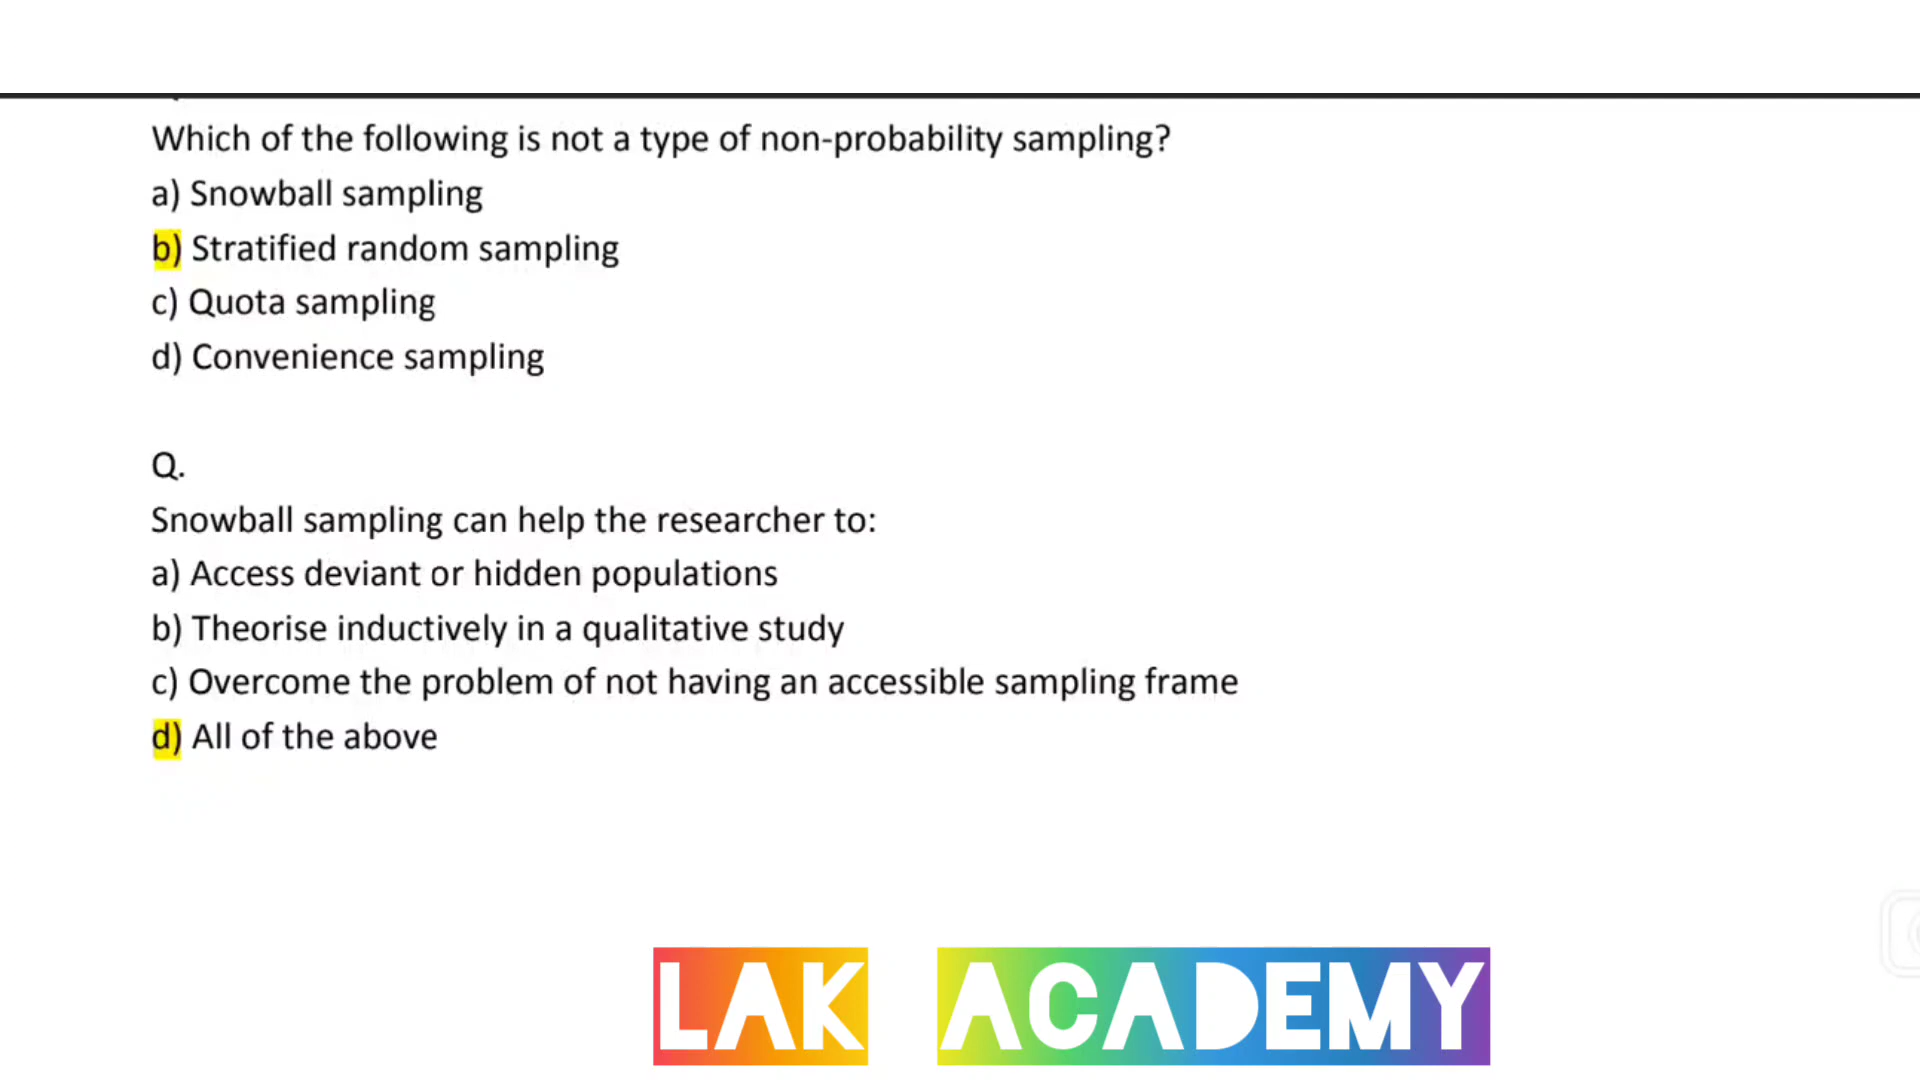 Which of the following is not a type of non-probability sampling?
a) Snowball sampling
b) Stratified random sampling
c) Quota sampling
d) Convenience sampling
Q.
Snowball sampling can help the researcher to:
a) Access deviant or hidden populations
b) Theorise inductively in a qualitative study
c) Overcome the problem of not having an accessible sampling frame
d) All of the above
LAK ACADEMY